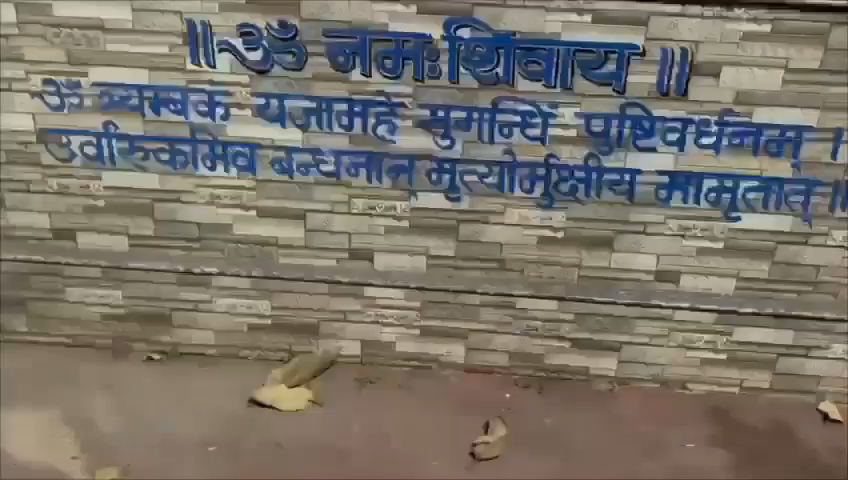 ॥ ॐ नमः शिवाय ॥
ॐ त्र्यम्बकं यजामहे सुगन्धिं पुष्टिवर्धनम् ।
उर्वारुकमिव बन्धनान् मृत्योर्मुक्षीय मामृतात् ॥